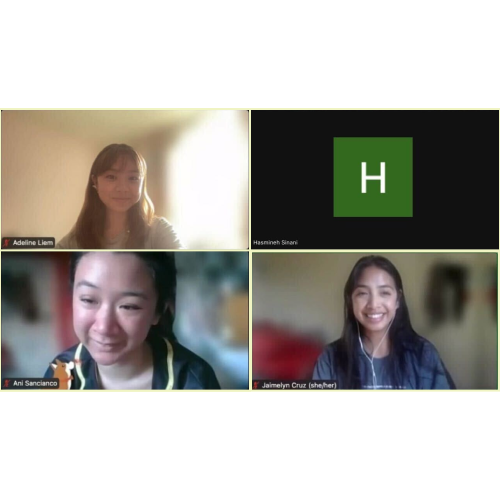 H
Adeline Liem
Hasmineh Sinani
Ani Sancianco
Jaimelyn Cruz (she/her)